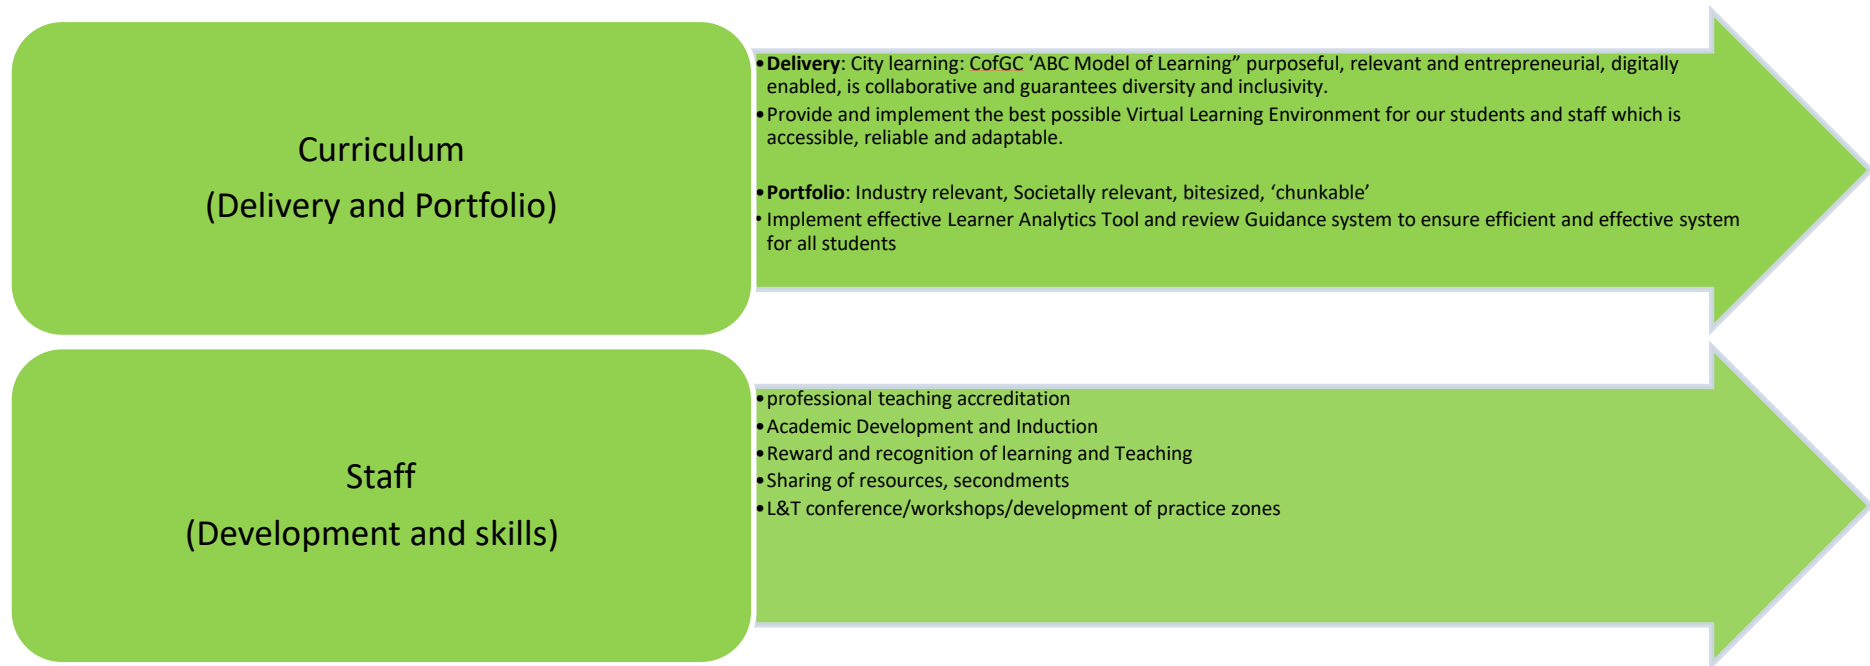 Curriculum
(Delivery and Portfolio)
•Delivery: City learning: CofGC ‘ABC Model of Learning” purposeful, relevant and entrepreneurial, digitally
enabled, is collaborative and guarantees diversity and inclusivity.
•Provide and implement the best possible Virtual Learning Environment for our students and staff which is
accessible, reliable and adaptable.
•Portfolio: Industry relevant, Societally relevant, bitesized, ‘chunkable’
• Implement effective Learner Analytics Tool and review Guidance system to ensure efficient and effective system
for all students
Staff
(Development and skills)
•professional teaching accreditation
•Academic Development and Induction
•Reward and recognition of learning and Teaching
•Sharing of resources, secondments
•L&T conference/workshops/development of practice zones